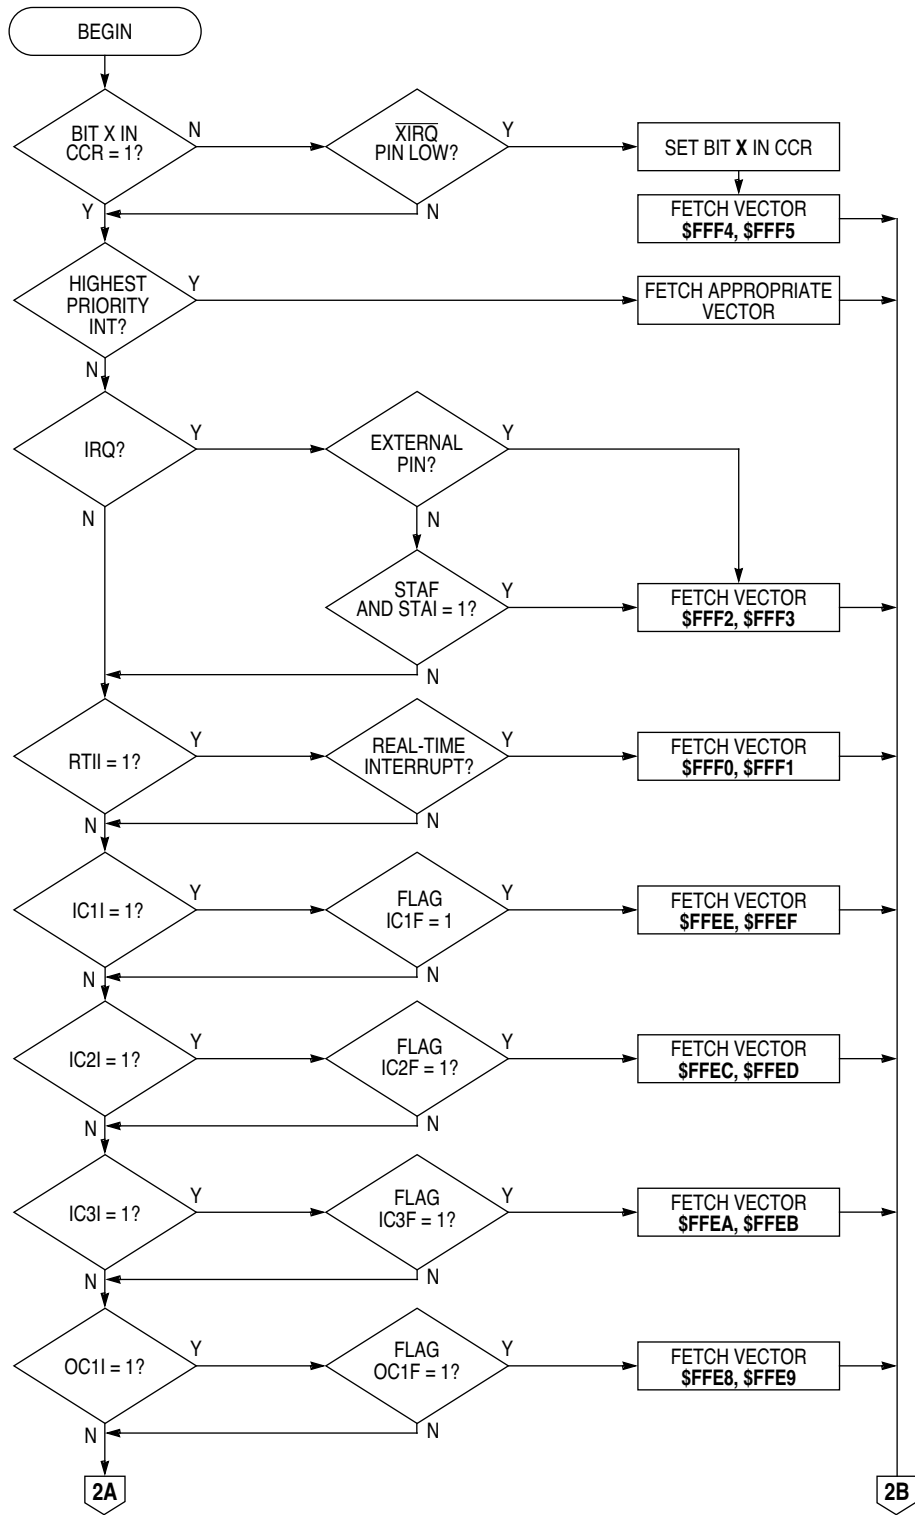 BEGIN
BIT X IN
CCR = 1?
N
XIRQ
PIN LOW?
Y
SET BIT X IN CCR
Y
N
FETCH VECTOR
$FFF4, $FFF5
HIGHEST
PRIORITY
INT?
Y
FETCH APPROPRIATE
VECTOR
N
IRQ?
Y
EXTERNAL
PIN?
Y
N
N
STAF
AND STAI = 1?
Y
FETCH VECTOR
$FFF2, $FFF3
N
RTII = 1?
Y
REAL-TIME
INTERRUPT?
Y
FETCH VECTOR
$FFF0, $FFF1
N
N
IC1I = 1?
Y
FLAG
IC1F = 1
Y
FETCH VECTOR
$FFEE, $FFEF
N
N
IC2I = 1?
Y
FLAG
IC2F = 1?
Y
FETCH VECTOR
$FFEC, $FFED
N
N
IC3I = 1?
Y
FLAG
IC3F = 1?
Y
FETCH VECTOR
$FFEA, $FFEB
N
N
OC1I = 1?
Y
FLAG
OC1F = 1?
Y
FETCH VECTOR
$FFE8, $FFE9
N
N
2A
2B